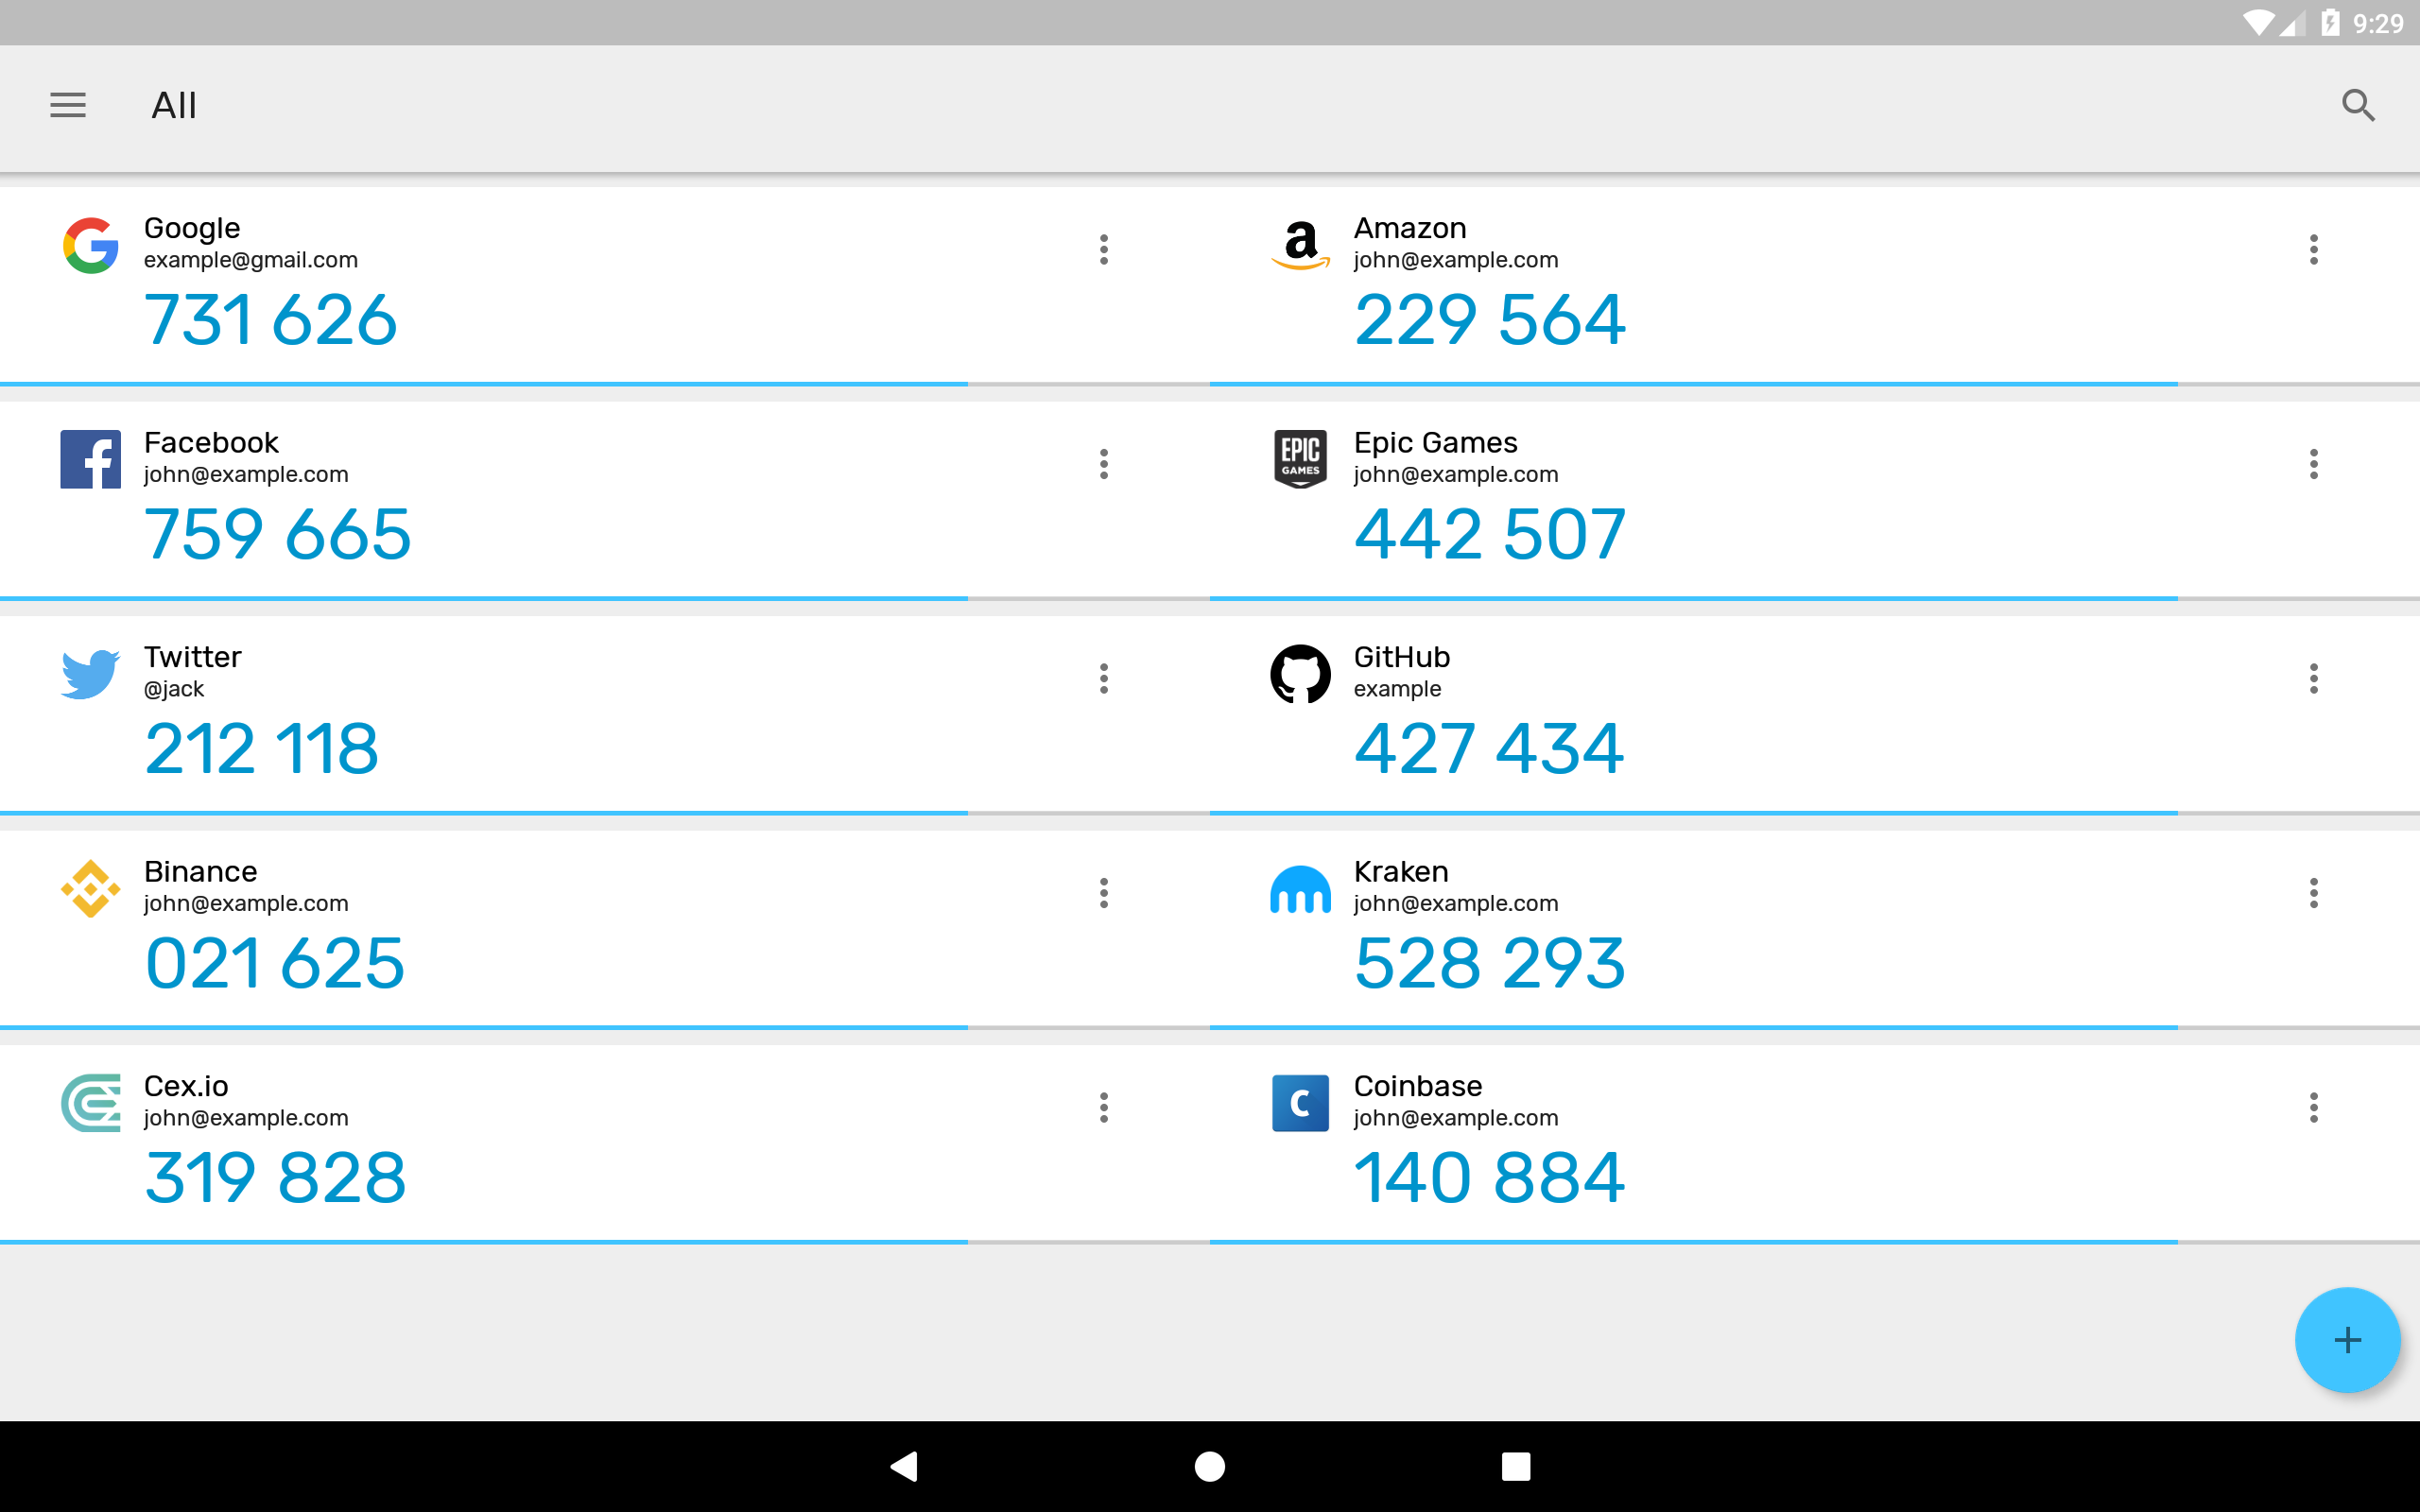 9:29
All
Google
example@gmail.com
731 626
Amazon
john@example.com
229 564
Facebook
john@example.com
759 665
EPIC
GAMES
Epic Games
john@example.com
442 507
Twitter
@jack
212 118
GitHub
example
427 434
Binance
john@example.com
021 625
Kraken
john@example.com
528 293
Cex.io
john@example.com
319 828
C
Coinbase
john@example.com
140 884